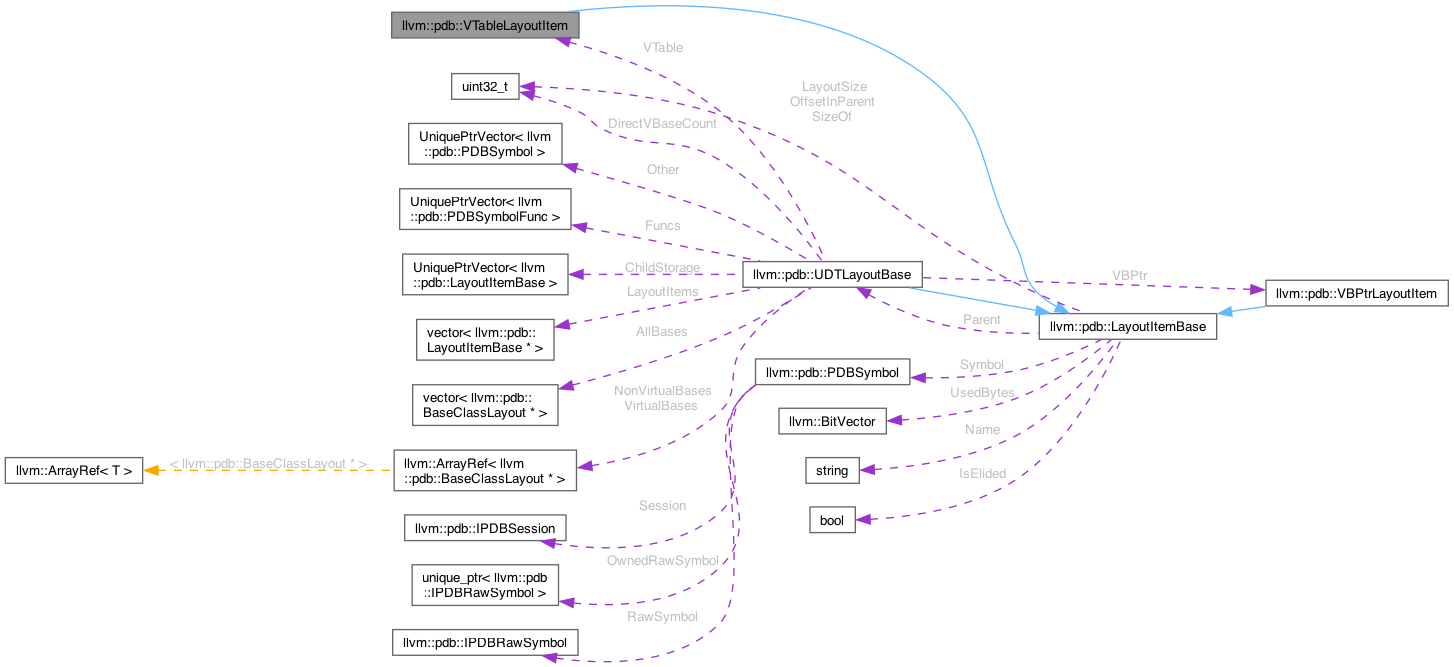 llvm::pdb::VTableLayoutItem
VTable
uint32_t
LayoutSize
OffsetInParent
SizeOf
DirectVBaseCount
UniquePtrVector< llvm
::pdb::PDBSymbol >
Other
UniquePtrVector< llvm
::pdb::PDBSymbolFunc >
Funcs
UniquePtrVector< llvm
::pdb::LayoutItemBase >
ChildStorage
llvm::pdb::UDTLayoutBase
VBPtr
llvm::pdb::VBPtrLayoutItem
LayoutItems
vector< llvm::pdb::
LayoutItemBase * >
AllBases
Parent
llvm::pdb::LayoutItemBase
vector< llvm::pdb::
BaseClassLayout * >
NonVirtualBases
VirtualBases
llvm::pdb::PDBSymbol
Symbol
UsedBytes
llvm::BitVector
Name
llvm::ArrayRef< T >
< llvm::pdb::BaseClassLayout * >
llvm::ArrayRef< llvm
::pdb::BaseClassLayout * >
string
IsElided
Session
llvm::pdb::IPDBSession
bool
OwnedRawSymbol
unique_ptr< llvm::pdb
::IPDBRawSymbol >
RawSymbol
llvm::pdb::IPDBRawSymbol